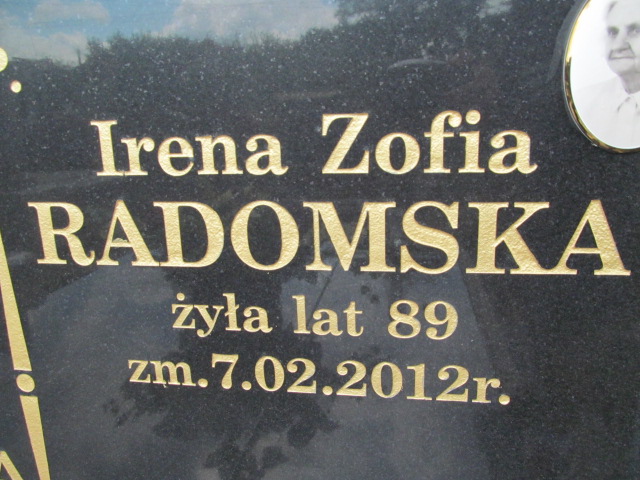 Irena Zofia
RADOMSKA
żyła lat 89
zm.7.02.2012r.